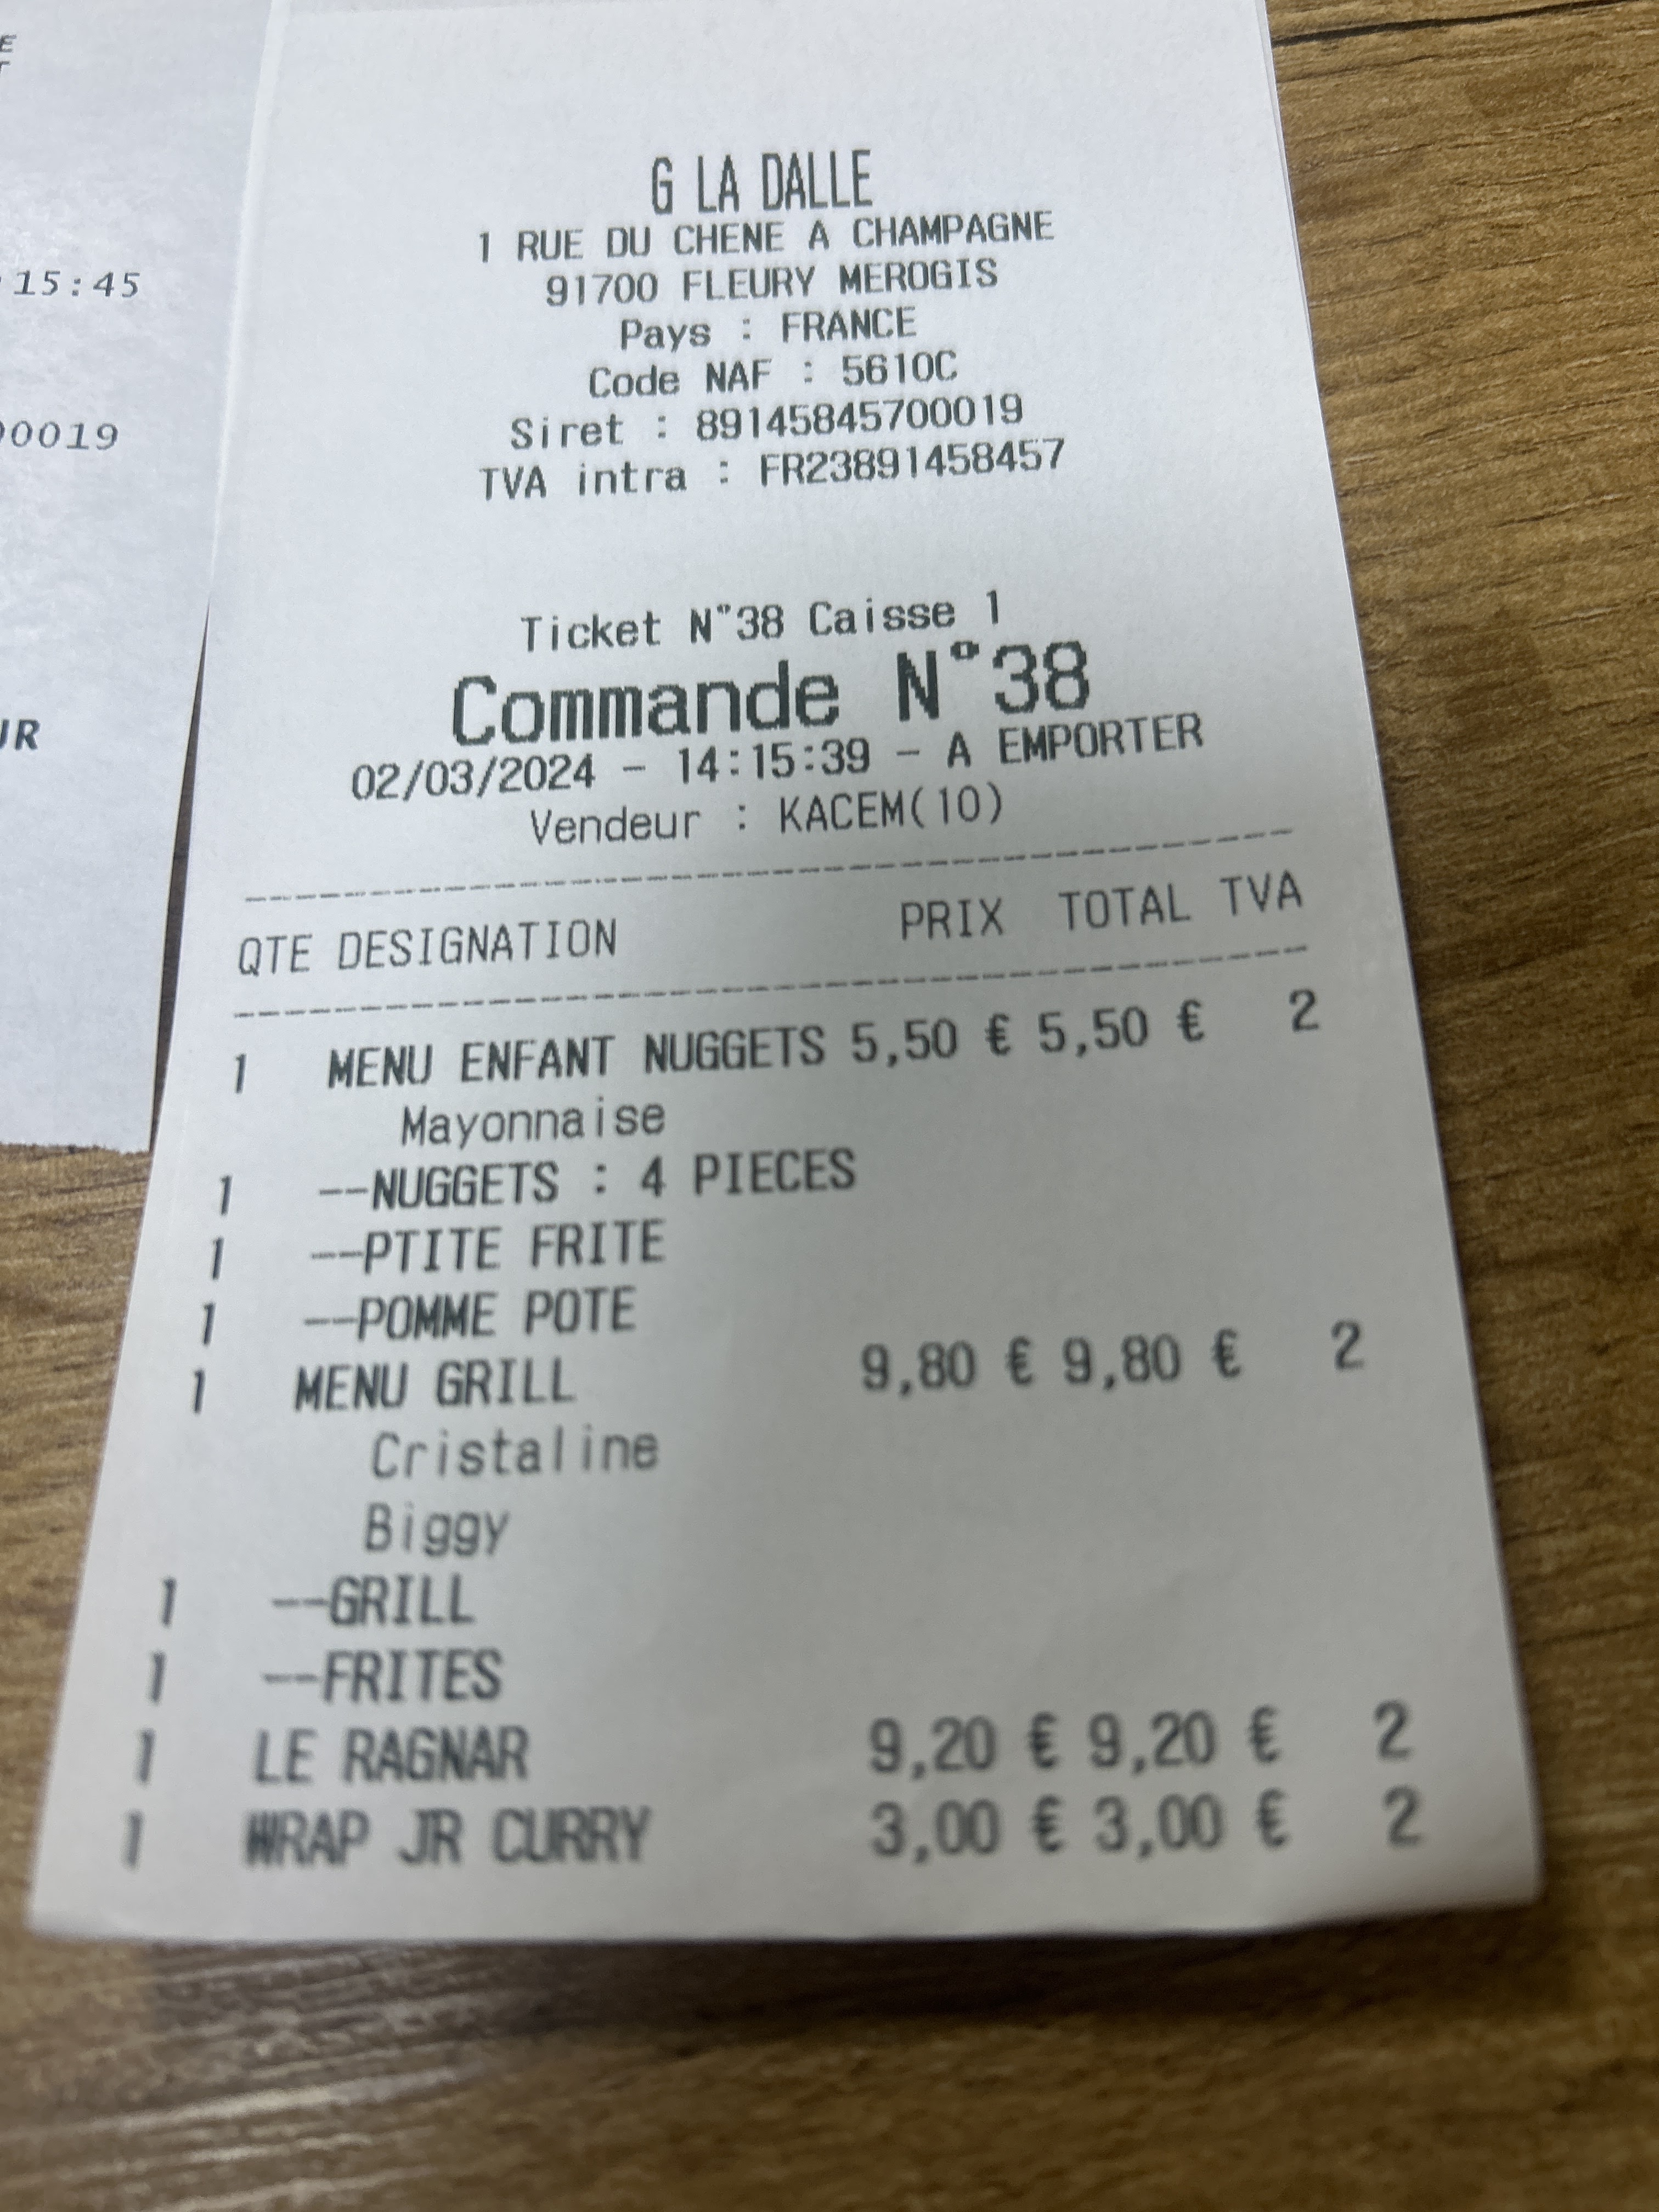 E
T
15:45
00019
UR
G LA DALLE
1 RUE DU CHENE A CHAMPAGNE
91700 FLEURY MEROGIS
Pays : FRANCE
Code NAF : 5610C
Siret : 89145845700019
TVA intra : FR23891458457
Ticket N°38 Caisse 1
Commande N°38
02/03/2024 - 14:15:39 - A EMPORTER
Vendeur : KACEM(10)
QTE DESIGNATION PRIX TOTAL TVA
1 MENU ENFANT NUGGETS 5,50 € 5,50 € 2
Mayonnaise
1 --NUGGETS : 4 PIECES
1 --PTITE FRITE
1 --POMME POTE
1 MENU GRILL 9,80 € 9,80 € 2
Cristaline
Biggy
1 --GRILL
1 --FRITES
1 LE RAGNAR 9,20 € 9,20 € 2
1 WRAP JR CURRY 3,00 € 3,00 € 2